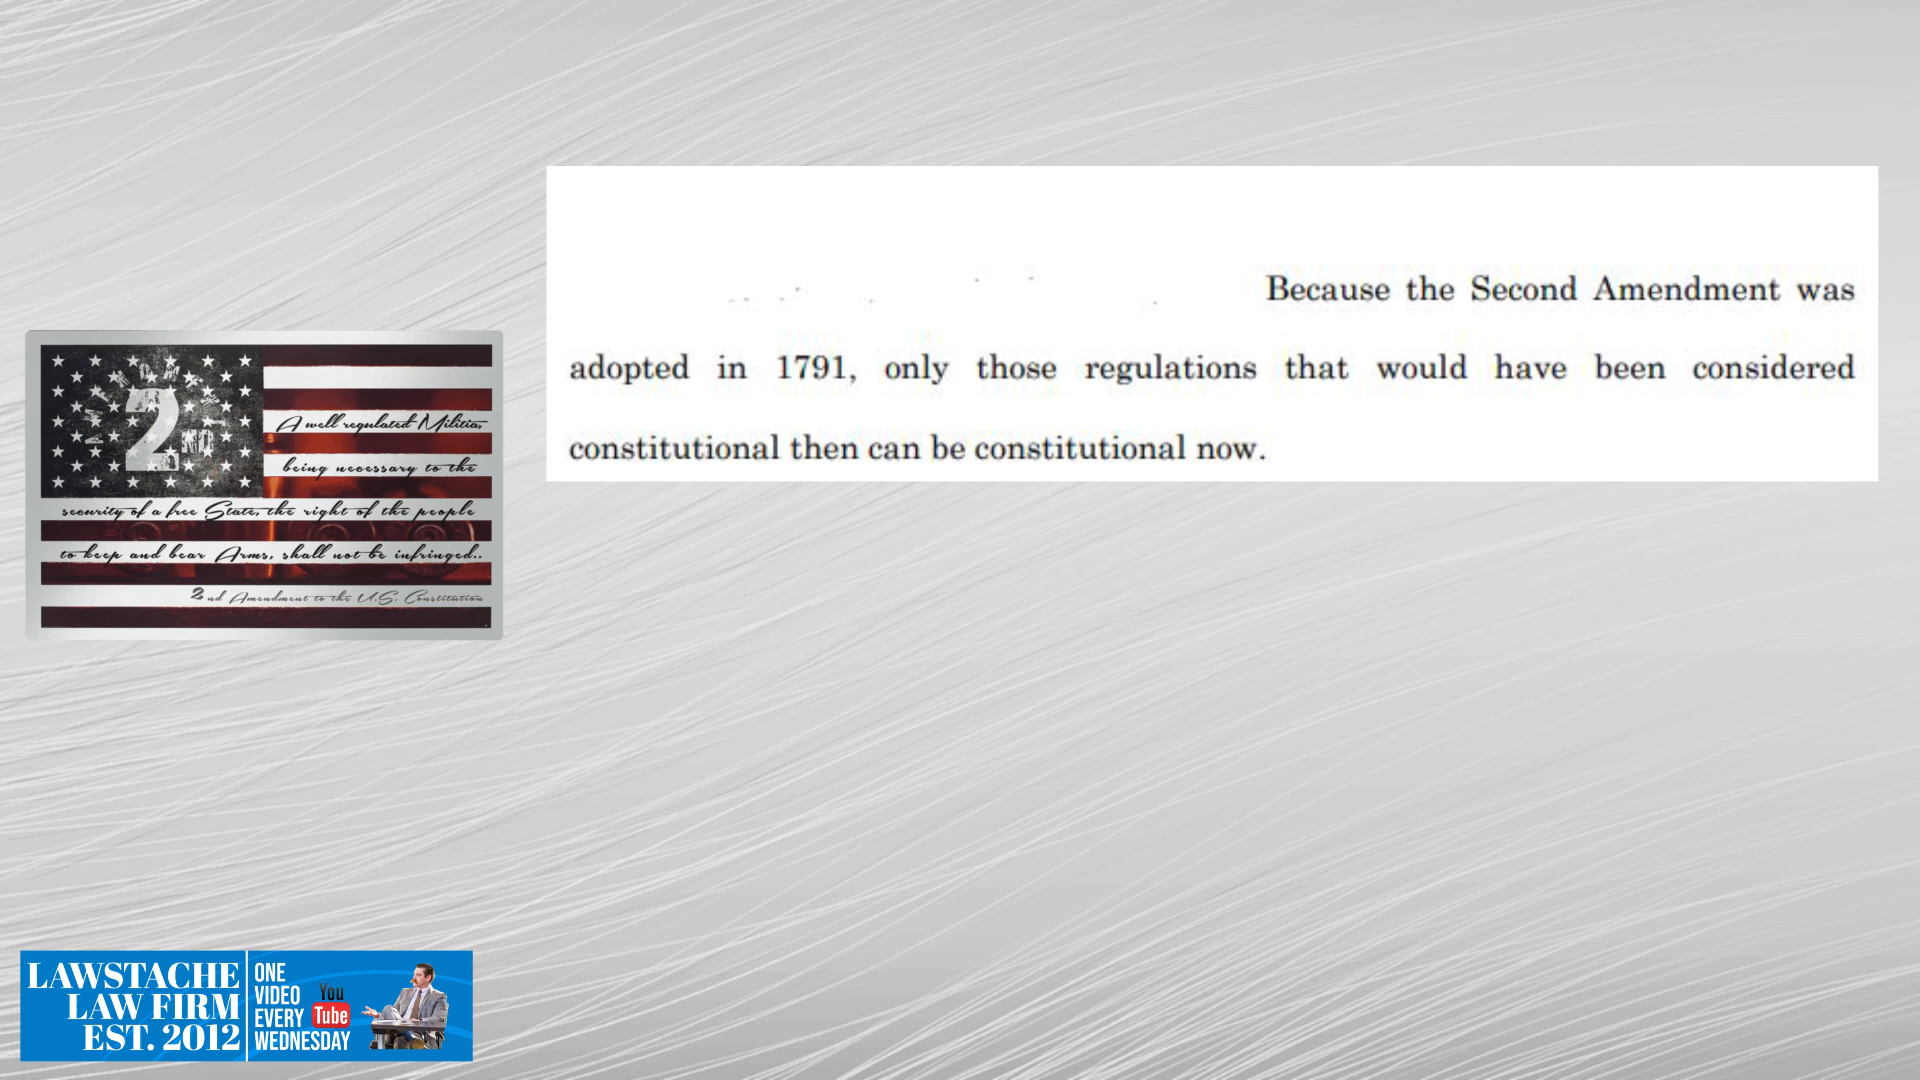 Because the Second Amendment was
adopted in 1791, only those regulations that would have been considered
constitutional then can be constitutional now.
2
ND
A well regulated Militia,
being necessary to the
security of a free State, the right of the people
to keep and bear Arms, shall not be infringed..
2nd Amendment to the U.S. Constitution
LAWSTACHE
LAW FIRM
EST. 2012
ONE
VIDEO
EVERY
WEDNESDAY
You
Tube